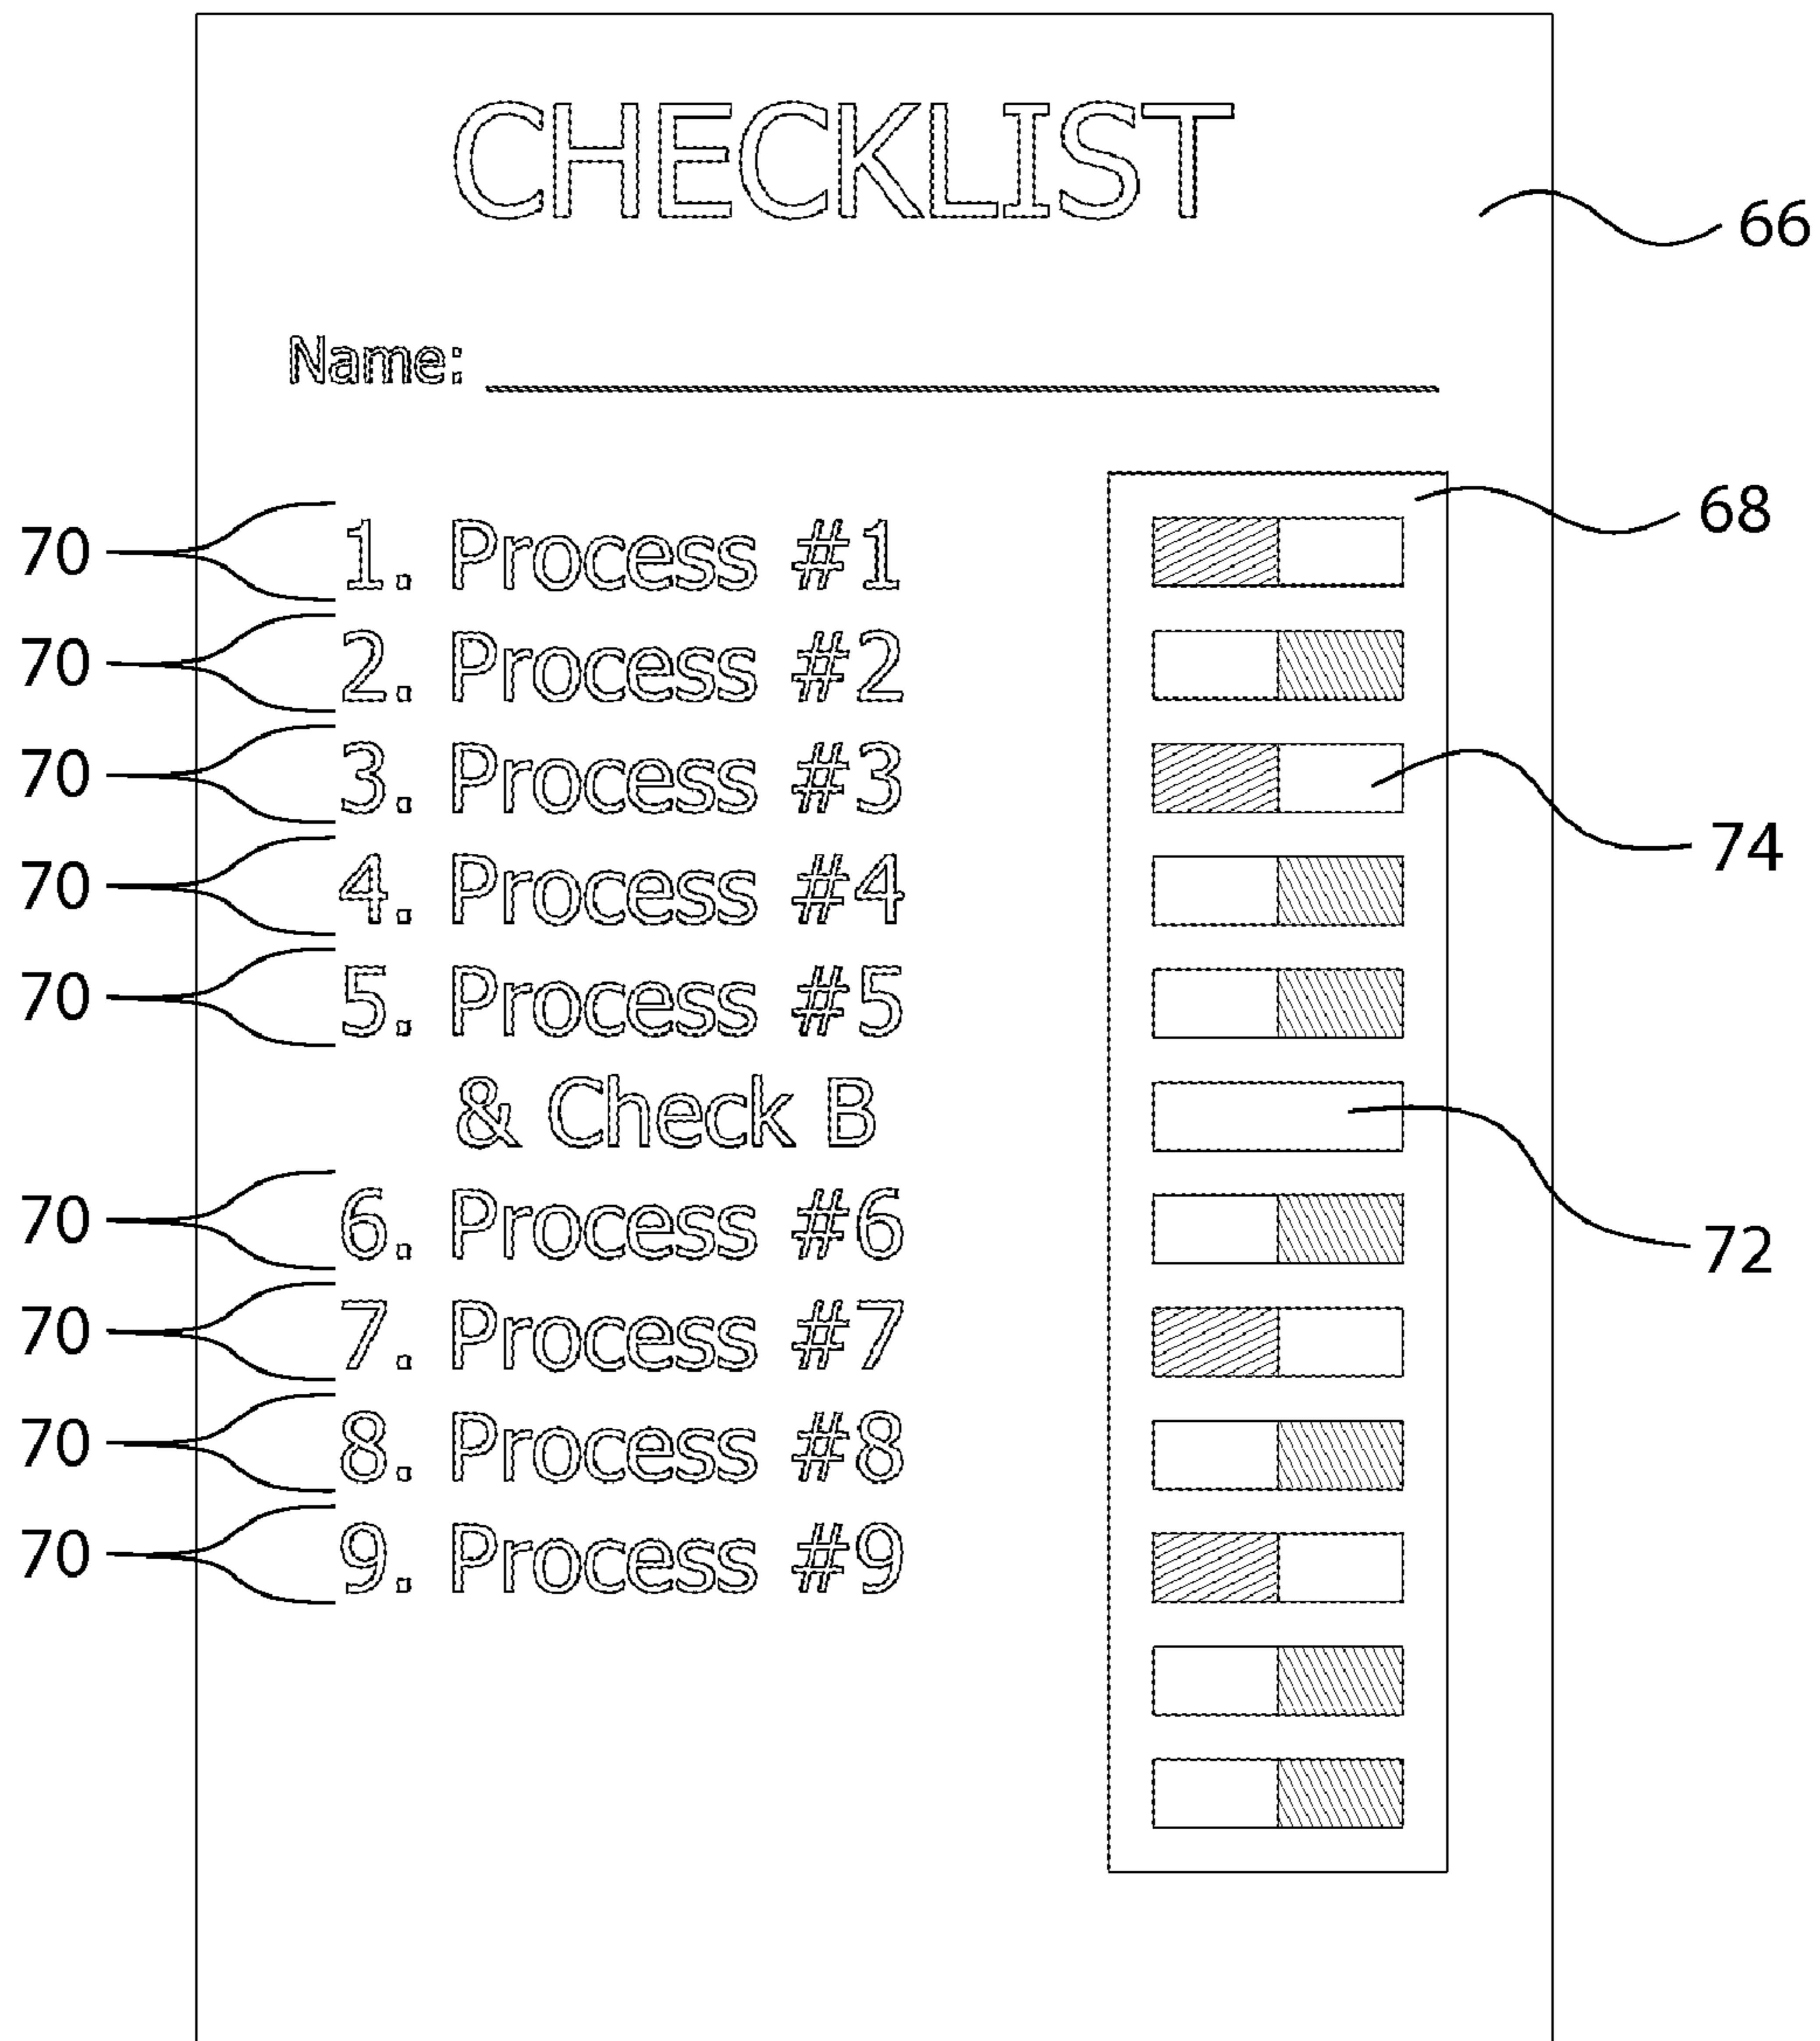 CHECKLIST
66
Name:
68
70 1. Process #1
70 2. Process #2
70 3. Process #3
74
70 4. Process #4
70 5. Process #5
& Check B
70 6. Process #6
72
70 7. Process #7
70 8. Process #8
70 9. Process #9